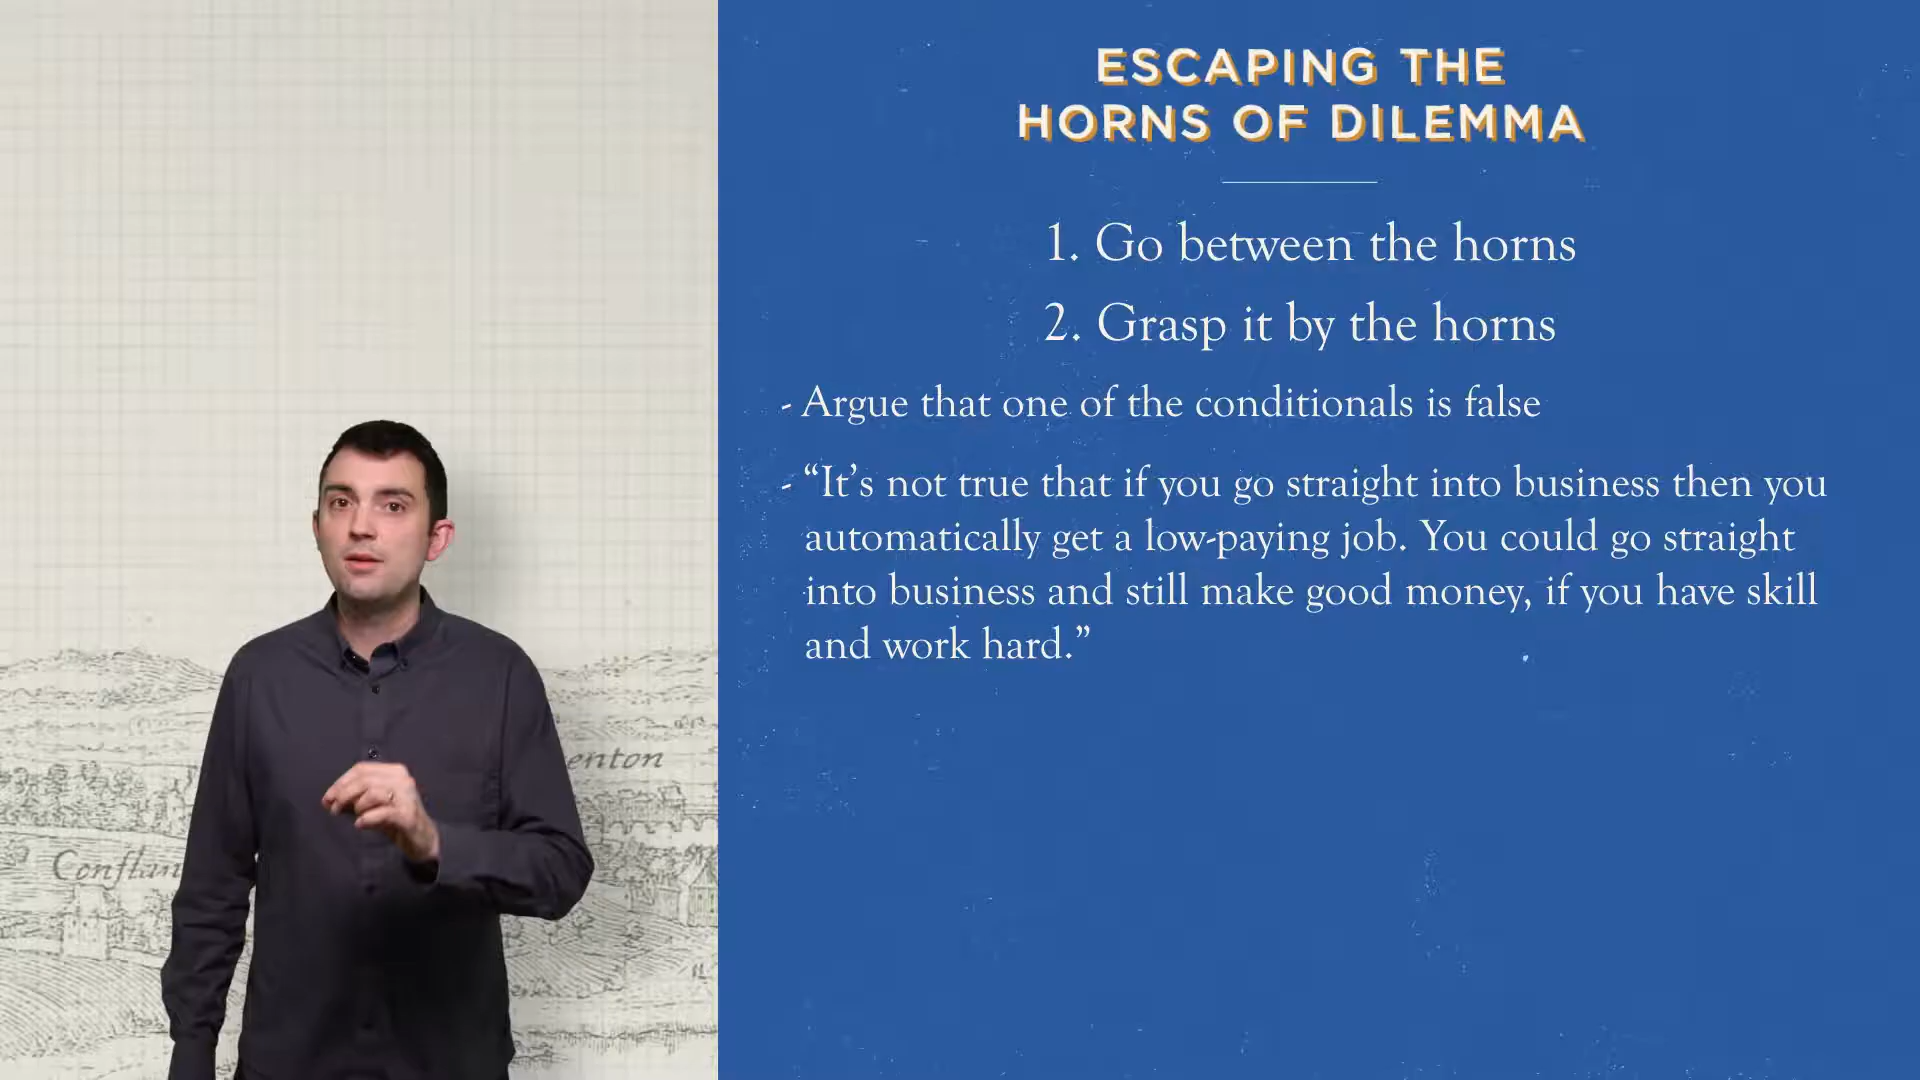 ESCAPING THE
HORNS OF DILEMMA
1. Go between the horns
2. Grasp it by the horns
- Argue that one of the conditionals is false
- “It’s not true that if you go straight into business then you
automatically get a low-paying job. You could go straight
into business and still make good money, if you have skill
and work hard.”
enton
Conflan